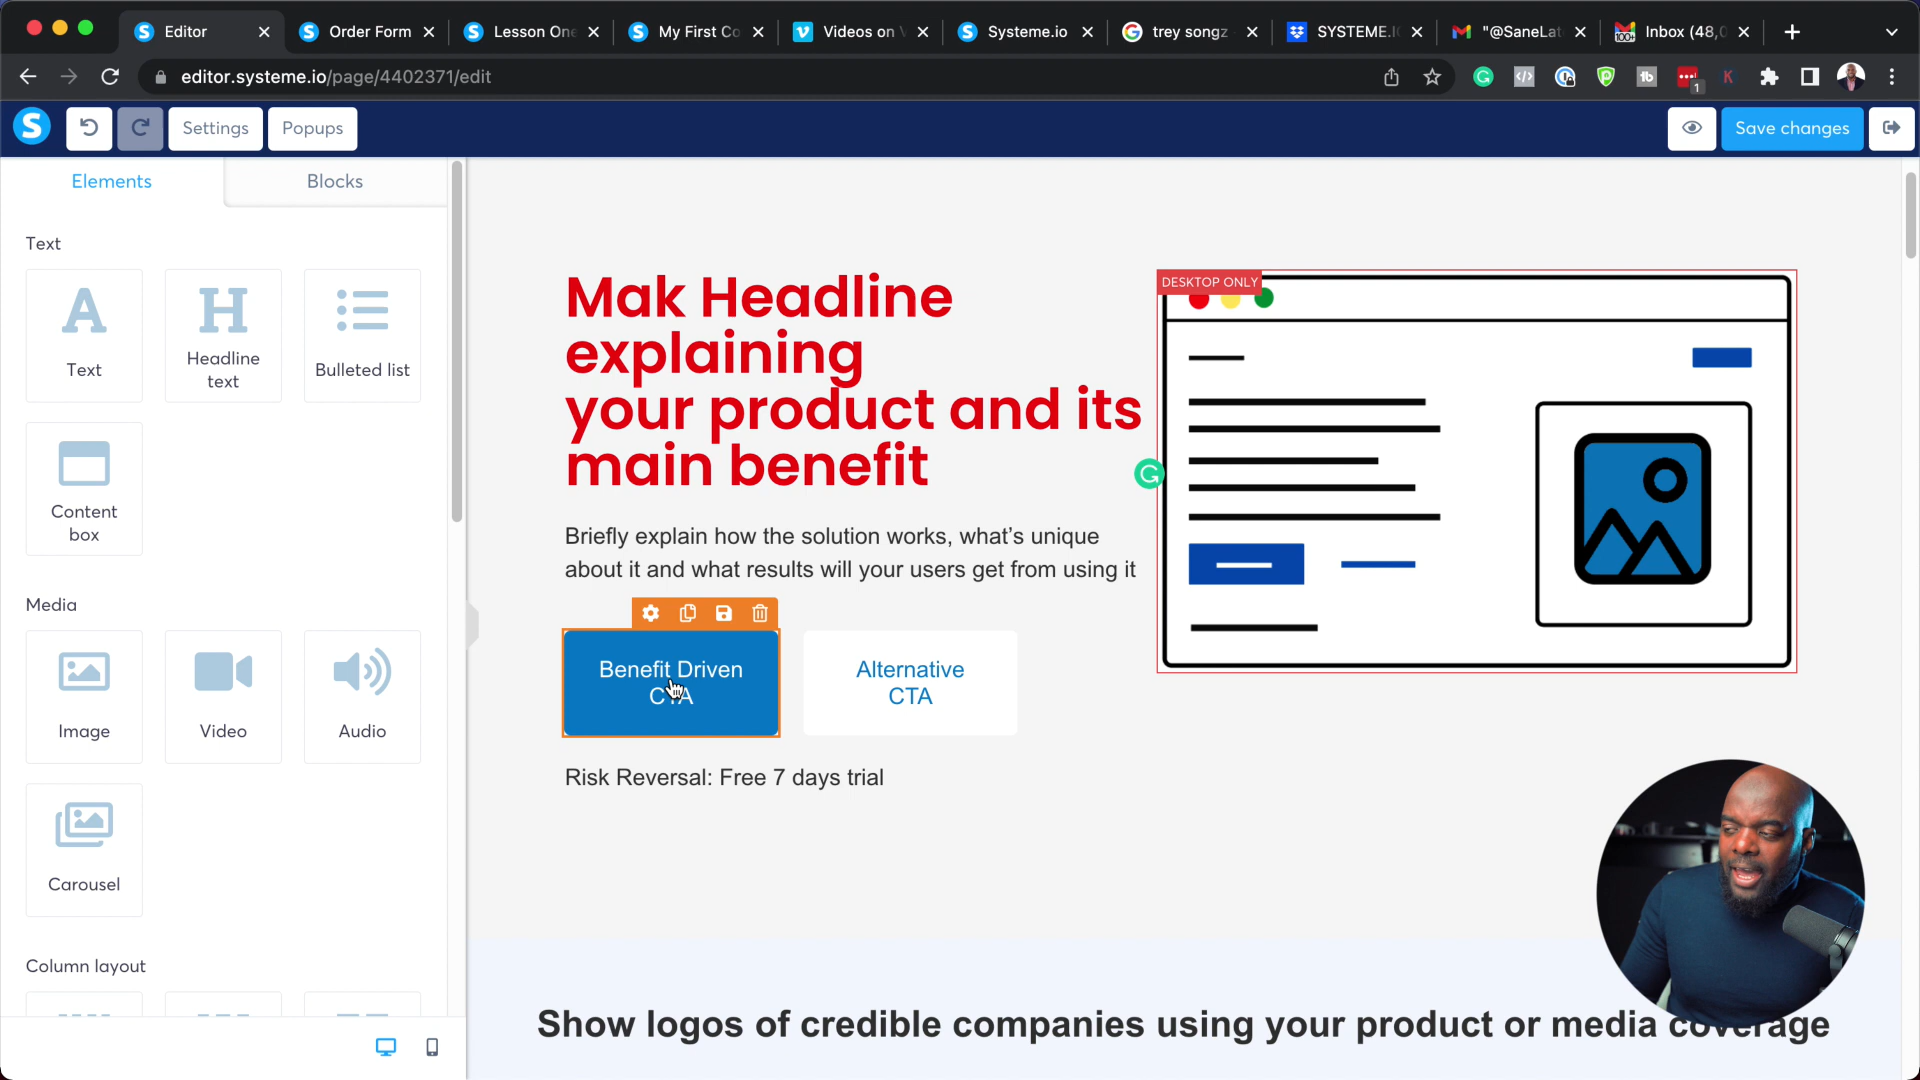 Editor
Order Form
Lesson One
My First Co
Videos on
Systeme.io
trey songz
SYSTEME.I
"@SaneLat
Inbox (48,0
editor.systeme.io/page/4402371/edit
1
Settings
Popups
Save changes
Elements
Blocks
Text
Text
Headline
text
Bulleted list
Content
box
Media
Image
Video
Audio
Carousel
Column layout
Mak Headline
explaining
your product and its
main benefit
DESKTOP ONLY
Briefly explain how the solution works, what's unique
about it and what results will your users get from using it
Benefit Driven
CTA
Alternative
CTA
Risk Reversal: Free 7 days trial
Show logos of credible companies using your product or media coverage